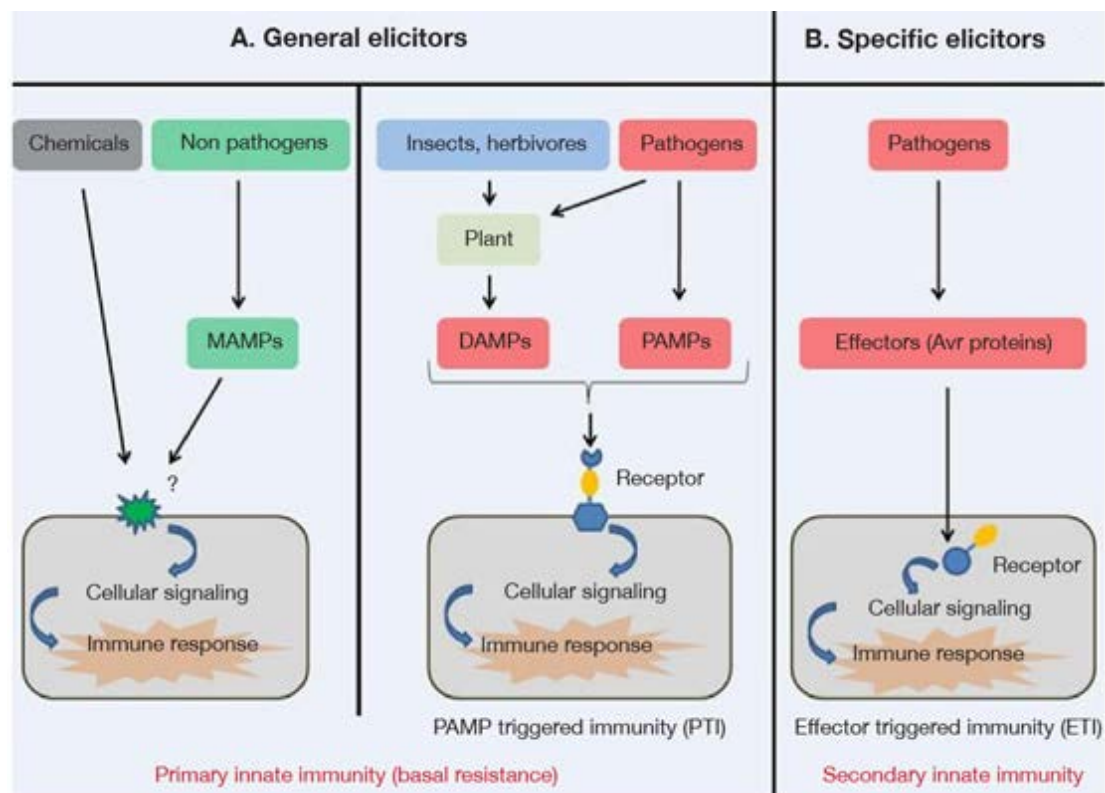 A. General elicitors
B. Specific elicitors
Chemicals
Non pathogens
Insects, herbivores
Pathogens
Pathogens
Plant
MAMPs
DAMPs
PAMPs
Effectors (Avr proteins)
?
Receptor
Cellular signaling
Immune response
Cellular signaling
Immune response
Receptor
Cellular signaling
Immune response
PAMP triggered immunity (PTI)
Effector triggered immunity (ETI)
Primary innate immunity (basal resistance)
Secondary innate immunity